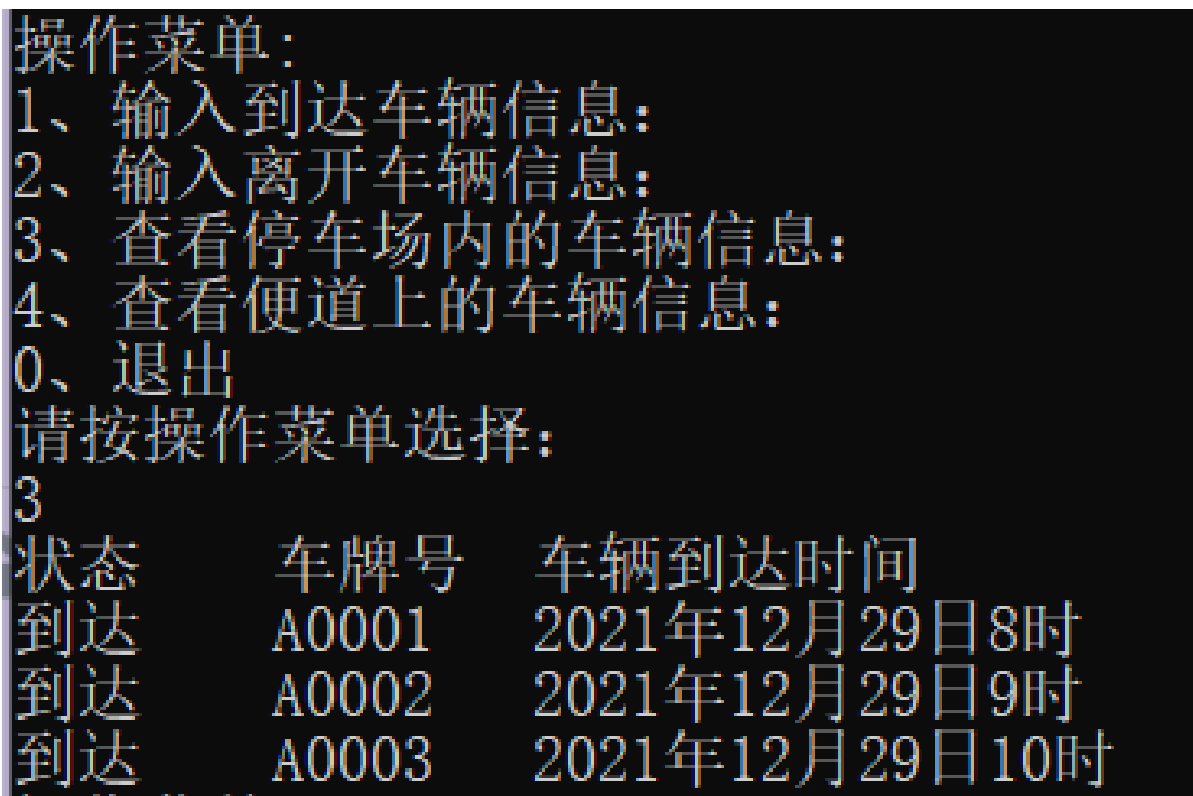 操作菜单:
1、输入到达车辆信息:
2、输入离开车辆信息:
3、查看停车场内的车辆信息:
4、查看便道上的车辆信息:
0、退出
请按操作菜单选择:
3
状态 车牌号 车辆到达时间
到达 A0001 2021年12月29日8时
到达 A0002 2021年12月29日9时
到达 A0003 2021年12月29日10时